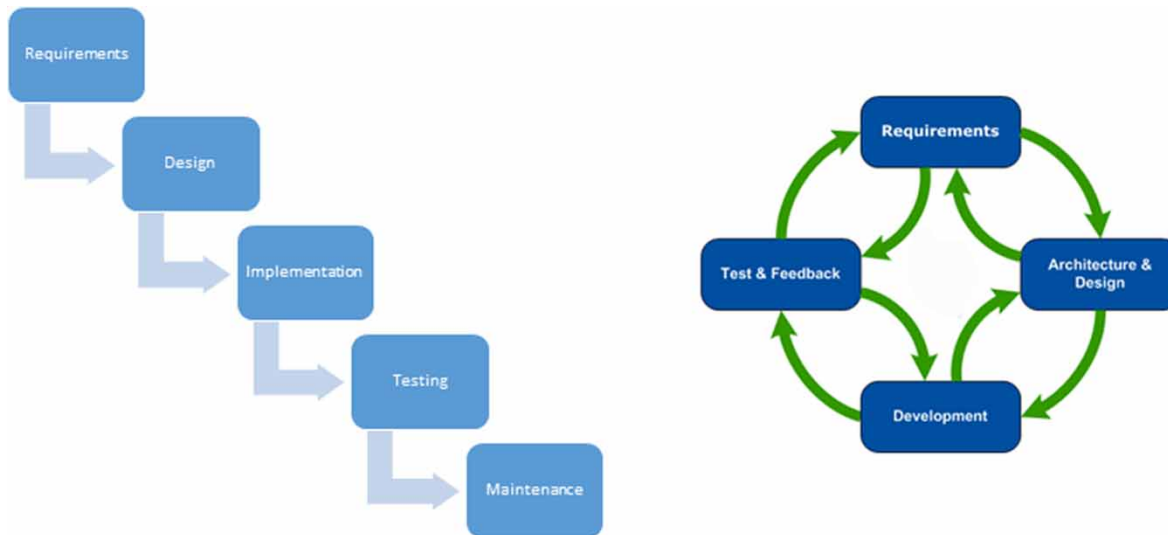 Requirements
Design
Implementation
Testing
Maintenance
Requirements
Test & Feedback
Architecture &
Design
Development